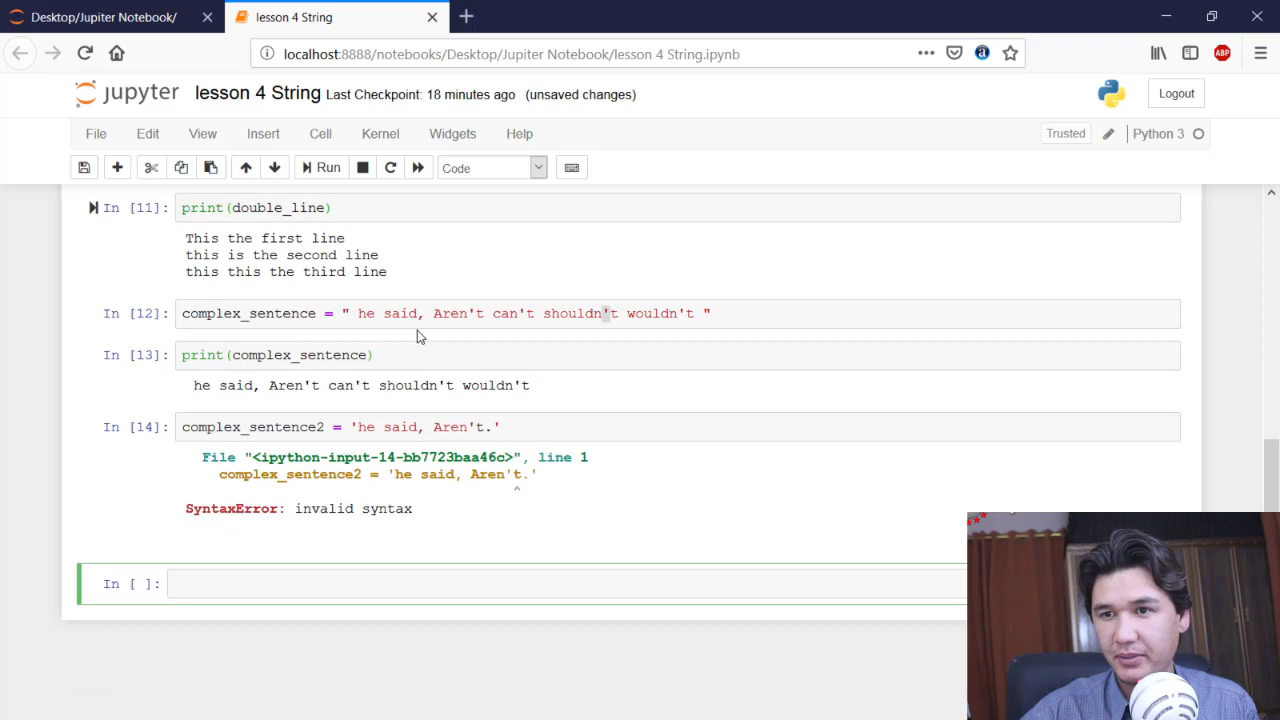 Desktop/Jupiter Notebook/
lesson 4 String
localhost:8888/notebooks/Desktop/Jupiter Notebook/lesson 4 String.ipynb
ABP
jupyter lesson 4 String Last Checkpoint: 18 minutes ago (unsaved changes)
Logout
File Edit View Insert Cell Kernel Widgets Help
Trusted Python 3
Run Code
In [11]: print(double_line)
This the first line
this is the second line
this this the third line
In [12]: complex_sentence = " he said, Aren't can't shouldn't wouldn't "
In [13]: print(complex_sentence)
he said, Aren't can't shouldn't wouldn't
In [14]: complex_sentence2 = 'he said, Aren't.'
File "<ipython-input-14-bb7723baa46c>", line 1
complex_sentence2 = 'he said, Aren't.'
^
SyntaxError: invalid syntax
In [ ]: